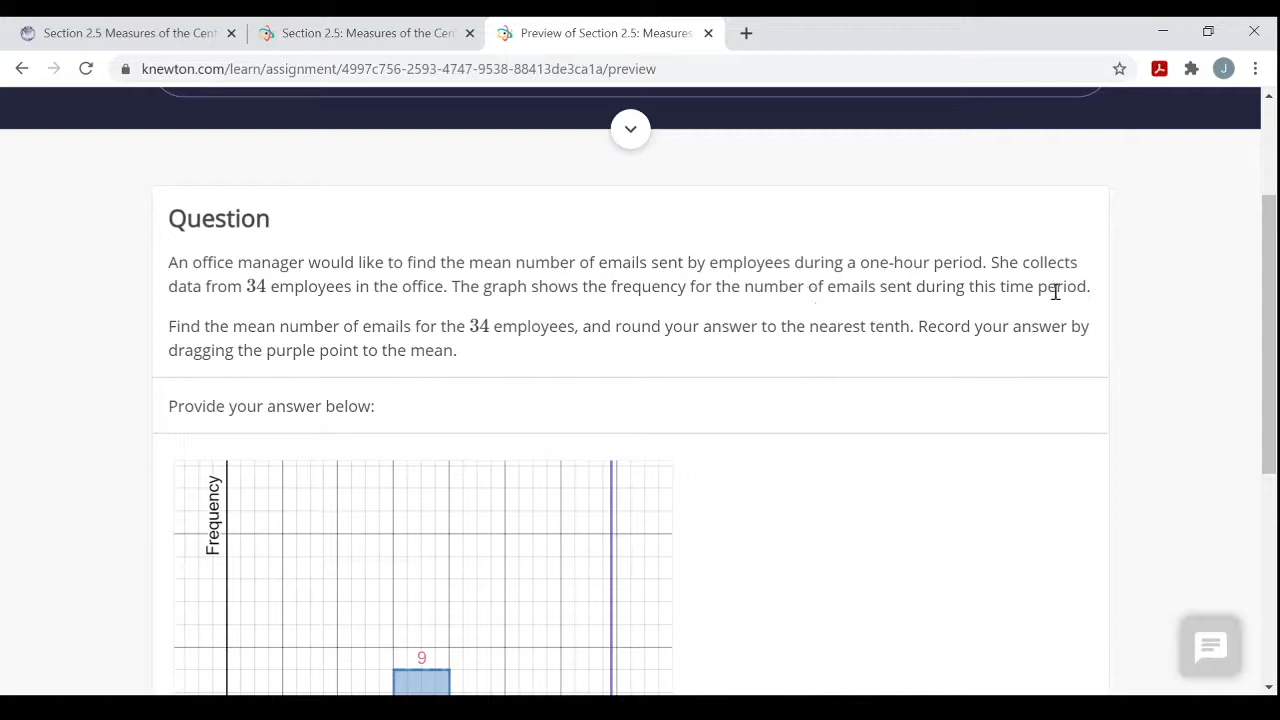 Section 2.5 Measures of the Cent
Section 2.5: Measures of the Cen
Preview of Section 2.5: Measures
knewton.com/learn/assignment/4997c756-2593-4747-9538-88413de3ca1a/preview
J
Question
An office manager would like to find the mean number of emails sent by employees during a one-hour period. She collects
data from 34 employees in the office. The graph shows the frequency for the number of emails sent during this time period.
Find the mean number of emails for the 34 employees, and round your answer to the nearest tenth. Record your answer by
dragging the purple point to the mean.
Provide your answer below:
Frequency
9